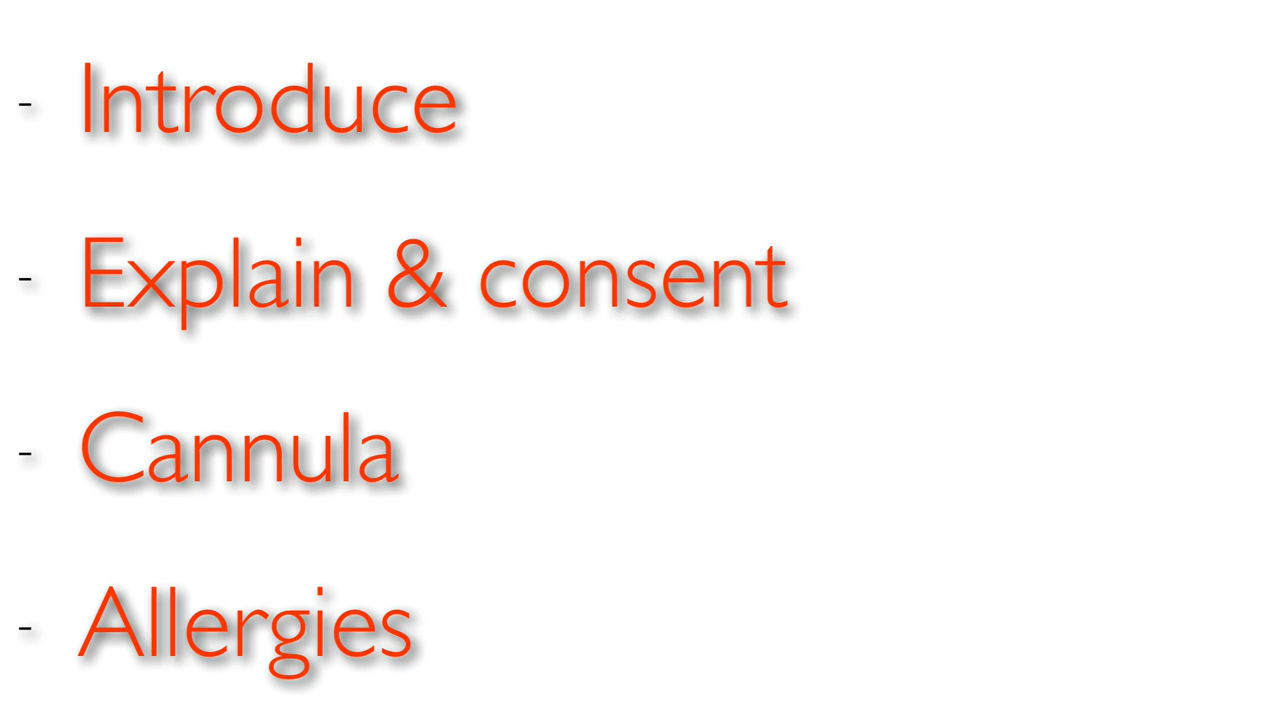 - Introduce
- Explain & consent
- Cannula
- Allergies